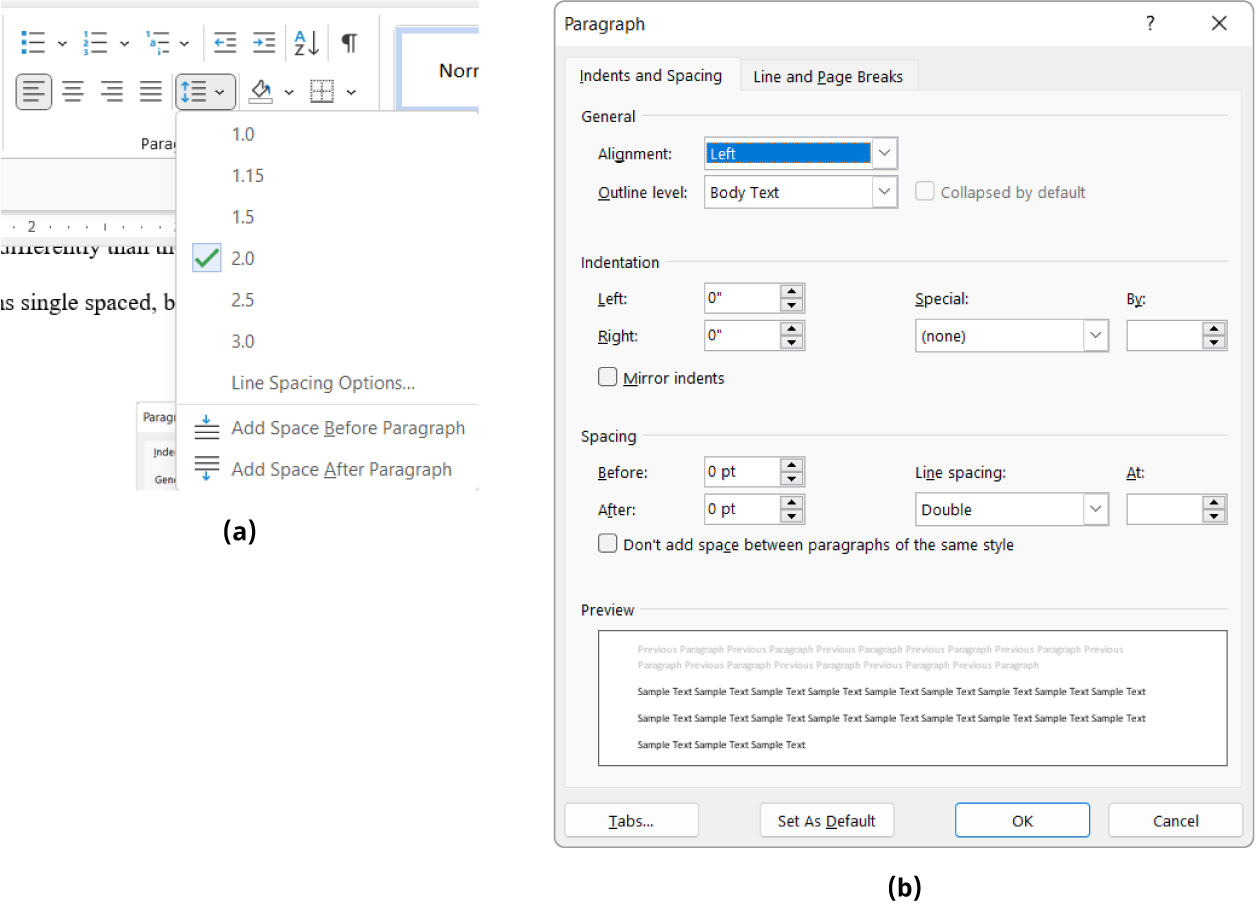 Norr
1.0
1.15
Para
1.5
2
2.0
differently than the
2.5
ns single spaced, b
3.0
Line Spacing Options...
Add Space Before Paragraph
Parag
Inde
Add Space After Paragraph
Gen
(a)
Paragraph ?
Indents and Spacing Line and Page Breaks
General
Alignment: Left
Outline level: Body Text Collapsed by default
Indentation
Left: 0" Special: By:
Right: 0" (none)
Mirror indents
Spacing
Before: 0 pt Line spacing: At:
After: 0 pt Double
Don't add space between paragraphs of the same style
Preview
Previous Paragraph Previous Paragraph Previous Paragraph Previous Paragraph Previous Paragraph Previous
Paragraph Previous Paragraph Previous Paragraph Previous Paragraph Previous Paragraph
Sample Text Sample Text Sample Text Sample Text Sample Text Sample Text Sample Text Sample Text Sample Text
Sample Text Sample Text Sample Text Sample Text Sample Text Sample Text Sample Text Sample Text Sample Text
Sample Text Sample Text Sample Text
Tabs... Set As Default OK Cancel
(b)